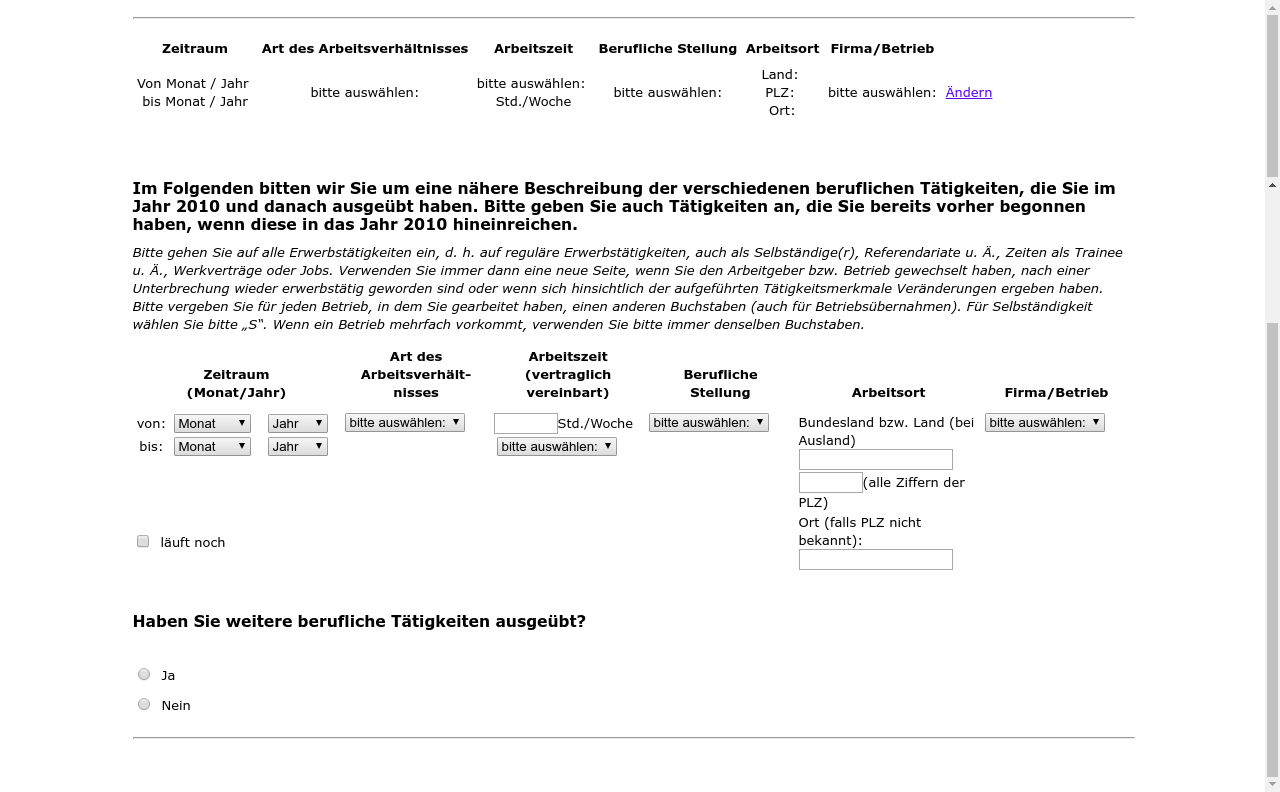 Zeitraum Art des Arbeitsverhältnisses Arbeitszeit Berufliche Stellung Arbeitsort Firma/Betrieb
Von Monat / Jahr
bis Monat / Jahr
bitte auswählen:
bitte auswählen:
Std./Woche
bitte auswählen:
Land:
PLZ:
Ort:
bitte auswählen: Ändern
Im Folgenden bitten wir Sie um eine nähere Beschreibung der verschiedenen beruflichen Tätigkeiten, die Sie im
Jahr 2010 und danach ausgeübt haben. Bitte geben Sie auch Tätigkeiten an, die Sie bereits vorher begonnen
haben, wenn diese in das Jahr 2010 hineinreichen.
Bitte gehen Sie auf alle Erwerbstätigkeiten ein, d. h. auf reguläre Erwerbstätigkeiten, auch als Selbständige(r), Referendariate u. Ä., Zeiten als Trainee
u. Ä., Werkverträge oder Jobs. Verwenden Sie immer dann eine neue Seite, wenn Sie den Arbeitgeber bzw. Betrieb gewechselt haben, nach einer
Unterbrechung wieder erwerbstätig geworden sind oder wenn sich hinsichtlich der aufgeführten Tätigkeitsmerkmale Veränderungen ergeben haben.
Bitte vergeben Sie für jeden Betrieb, in dem Sie gearbeitet haben, einen anderen Buchstaben (auch für Betriebsübernahmen). Für Selbständigkeit
wählen Sie bitte „S“. Wenn ein Betrieb mehrfach vorkommt, verwenden Sie bitte immer denselben Buchstaben.
Zeitraum
(Monat/Jahr)
Art des
Arbeitsverhält-
nisses
Arbeitszeit
(vertraglich
vereinbart)
Berufliche
Stellung
Arbeitsort
Firma/Betrieb
von: Monat Jahr
bis: Monat Jahr
läuft noch
bitte auswählen:
Std./Woche
bitte auswählen:
bitte auswählen:
Bundesland bzw. Land (bei
Ausland)
(alle Ziffern der
PLZ)
Ort (falls PLZ nicht
bekannt):
bitte auswählen:
Haben Sie weitere berufliche Tätigkeiten ausgeübt?
Ja
Nein